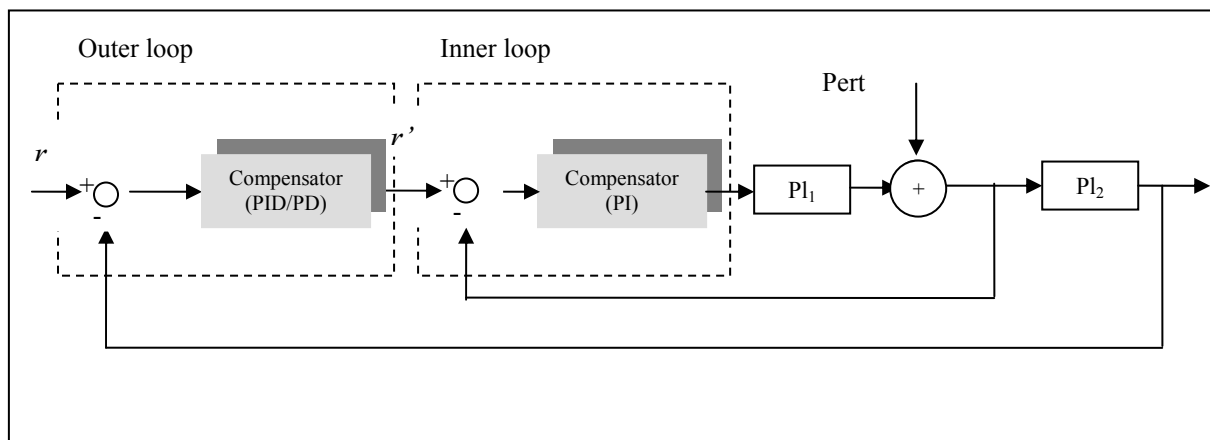 Outer loop
Inner loop
Pert
r
+
-
Compensator
(PID/PD)
r’
+
-
Compensator
(PI)
Pl₁
+
Pl₂